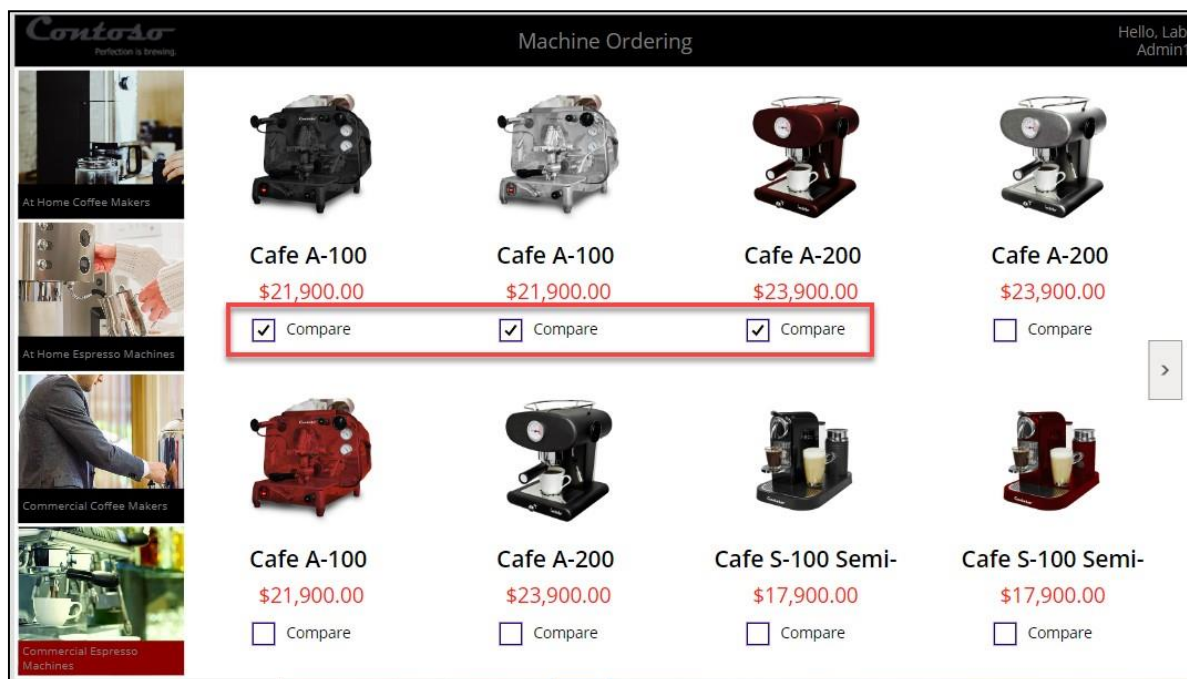 Contoso
Perfection is brewing.
Machine Ordering
Hello, Lab
Admin1
At Home Coffee Makers
At Home Espresso Machines
Commercial Coffee Makers
Commercial Espresso
Machines
Cafe A-100
$21,900.00
Compare
Cafe A-100
$21,900.00
Compare
Cafe A-200
$23,900.00
Compare
Cafe A-200
$23,900.00
Compare
>
Cafe A-100
$21,900.00
Compare
Cafe A-200
$23,900.00
Compare
Cafe S-100 Semi-
$17,900.00
Compare
Cafe S-100 Semi-
$17,900.00
Compare